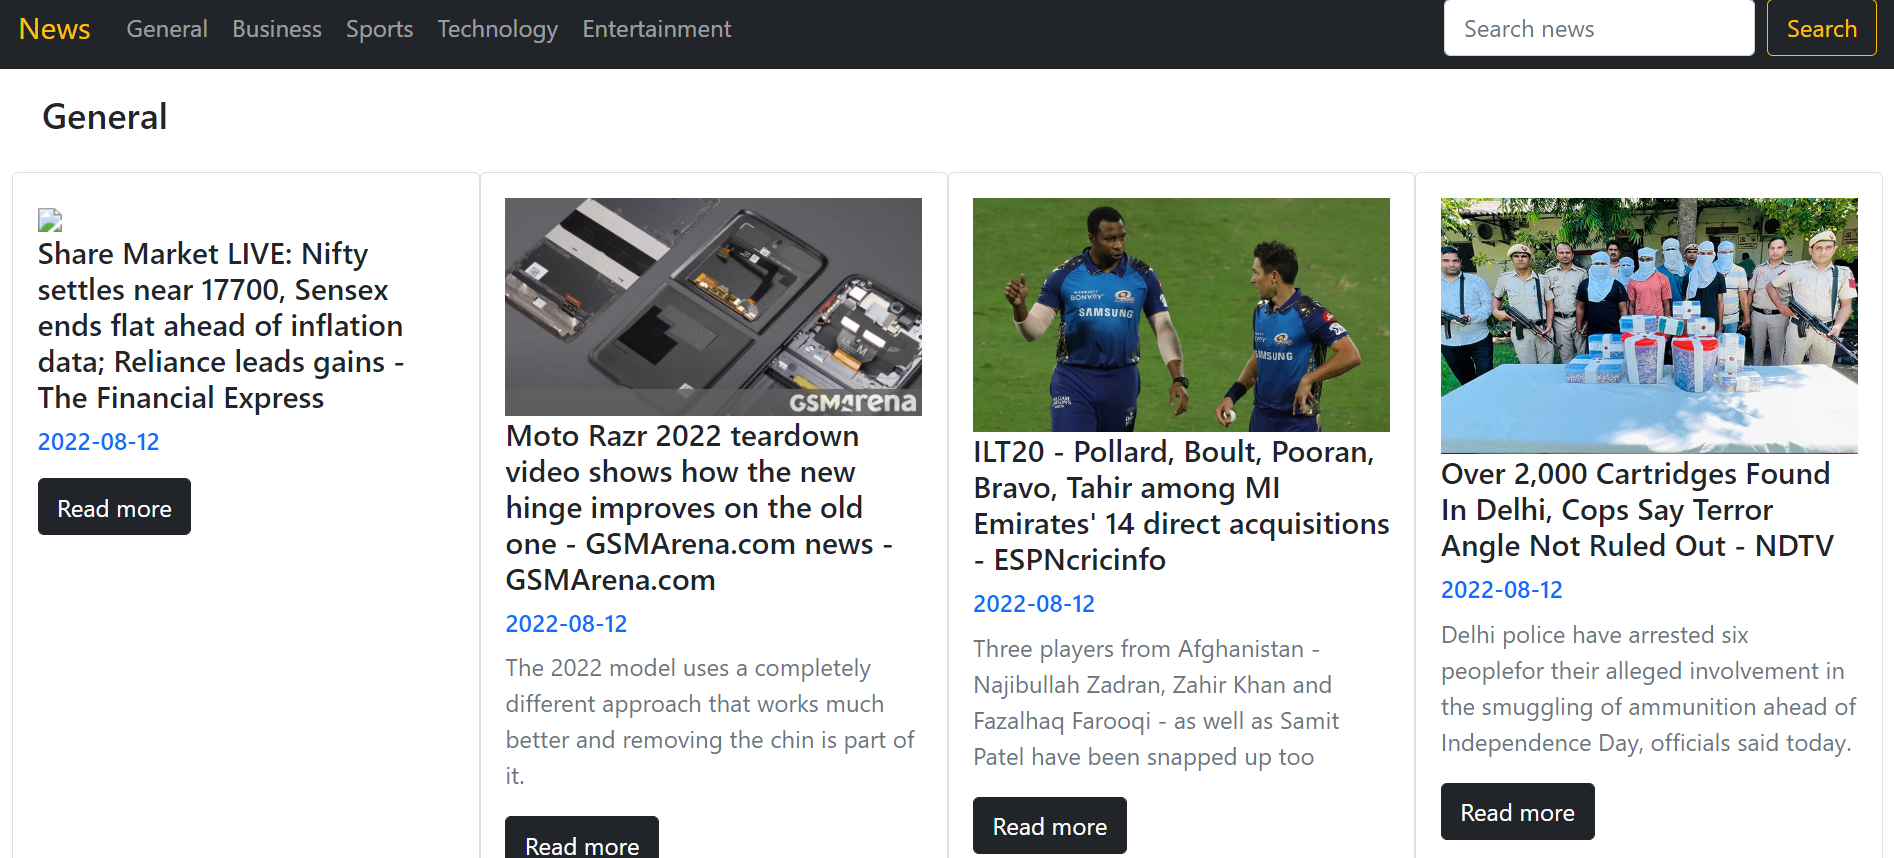 News General Business Sports Technology Entertainment Search news Search
General
Share Market LIVE: Nifty
settles near 17700, Sensex
ends flat ahead of inflation
data; Reliance leads gains -
The Financial Express
2022-08-12
Read more
GSMArena
Moto Razr 2022 teardown
video shows how the new
hinge improves on the old
one - GSMArena.com news -
GSMArena.com
2022-08-12
The 2022 model uses a completely
different approach that works much
better and removing the chin is part of
it.
Read more
BONVOY
SAMSUNG
SAMSUNG
ILT20 - Pollard, Boult, Pooran,
Bravo, Tahir among MI
Emirates' 14 direct acquisitions
- ESPNcricinfo
2022-08-12
Three players from Afghanistan -
Najibullah Zadran, Zahir Khan and
Fazalhaq Farooqi - as well as Samit
Patel have been snapped up too
Read more
Over 2,000 Cartridges Found
In Delhi, Cops Say Terror
Angle Not Ruled Out - NDTV
2022-08-12
Delhi police have arrested six
peoplefor their alleged involvement in
the smuggling of ammunition ahead of
Independence Day, officials said today.
Read more